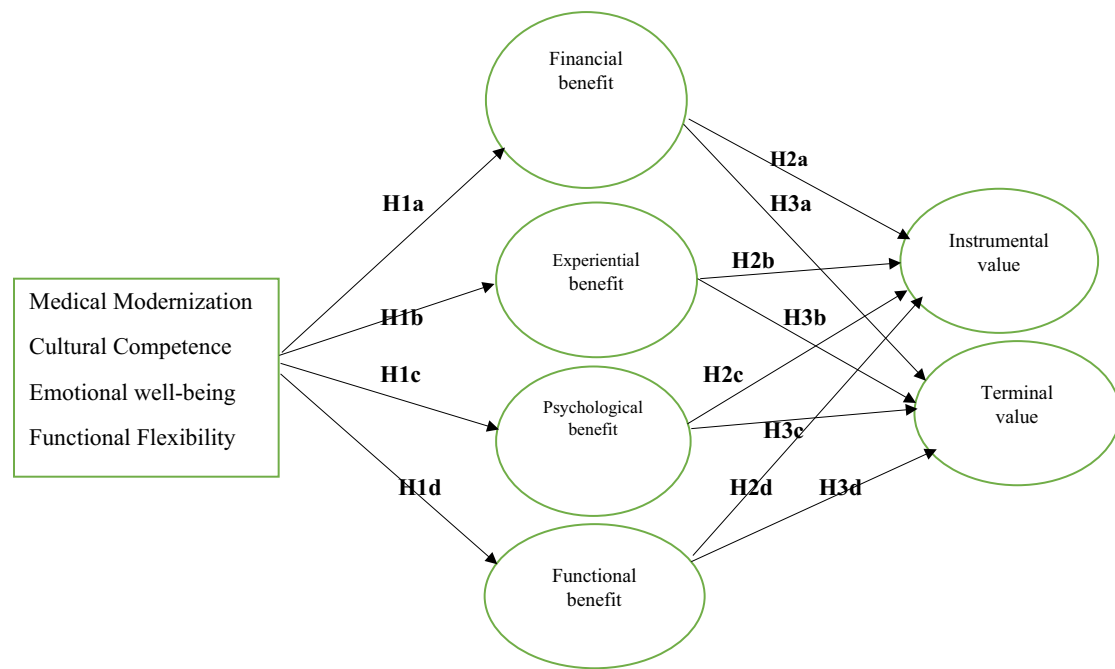 Financial
benefit
H2a
H1a
H3a
Instrumental
value
Experiential
benefit
H2b
Medical Modernization
Cultural Competence
Emotional well-being
Functional Flexibility
H1b
H3b
H1c
H2c
Psychological
benefit
Terminal
value
H3c
H1d
H2d
H3d
Functional
benefit